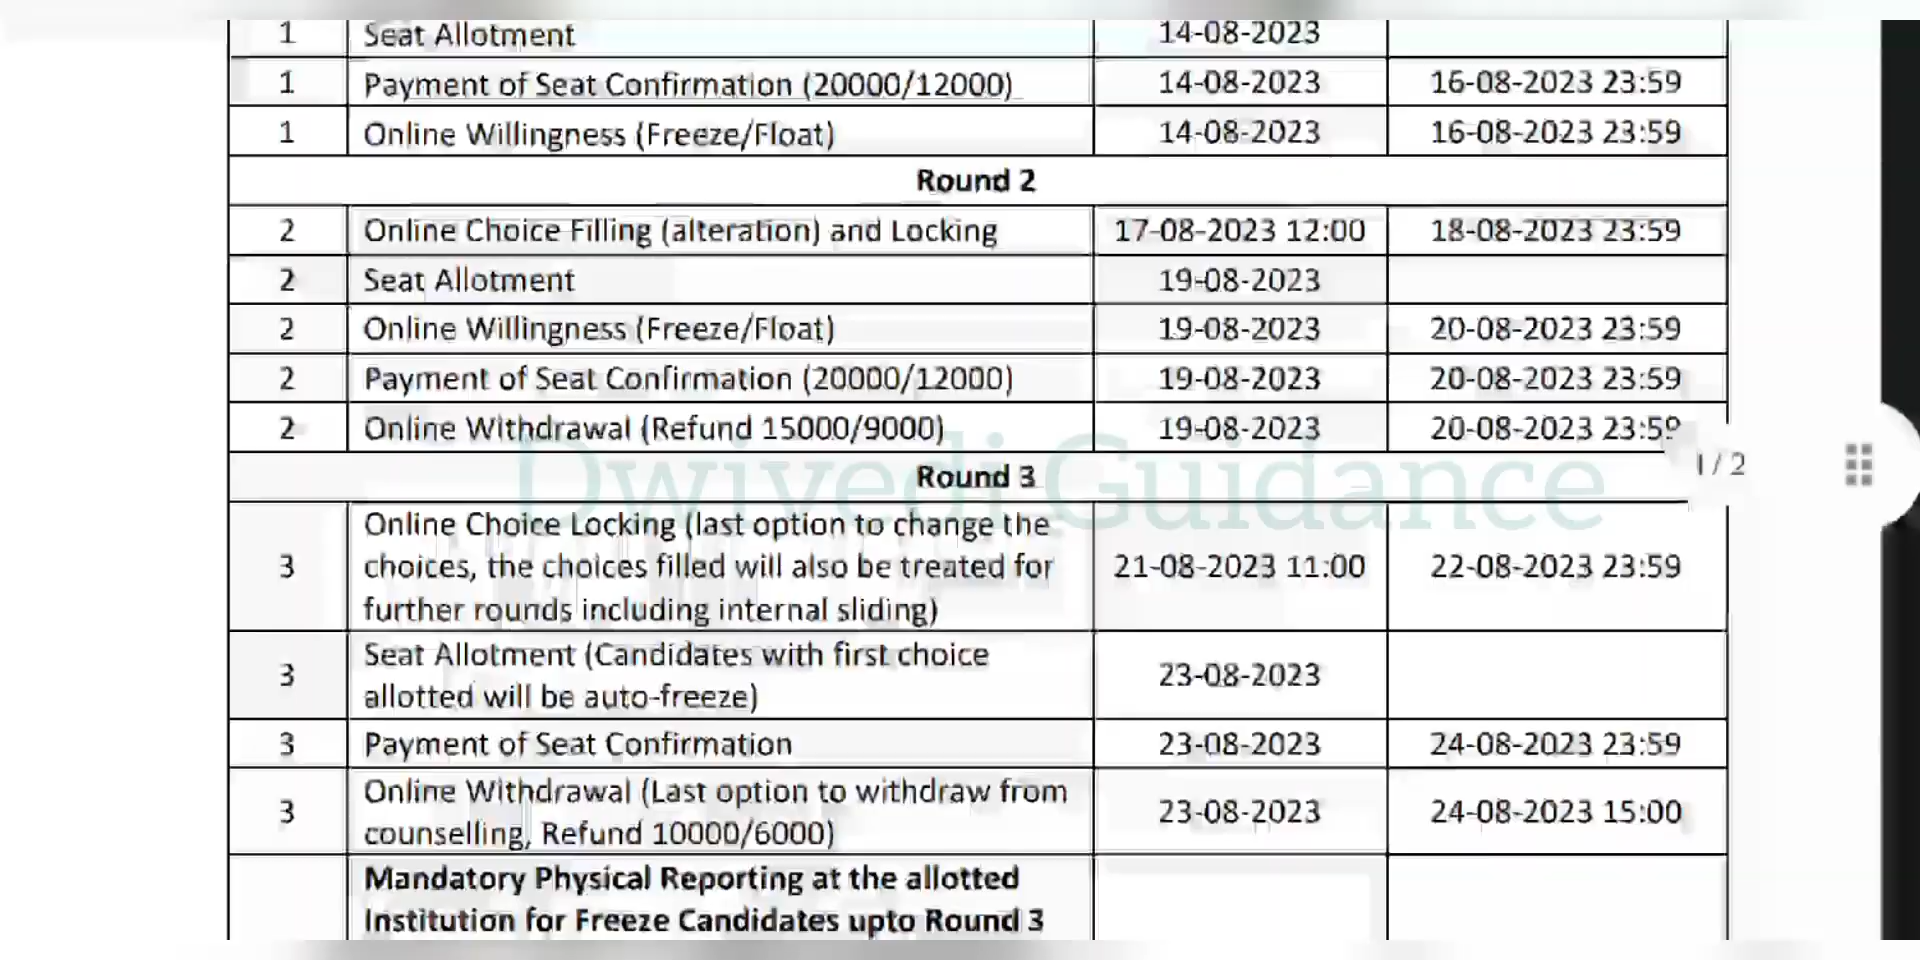 1 Seat Allotment 14-08-2023
1 Payment of Seat Confirmation (20000/12000) 14-08-2023 16-08-2023 23:59
1 Online Willingness (Freeze/Float) 14-08-2023 16-08-2023 23:59
Round 2
2 Online Choice Filling (alteration) and Locking 17-08-2023 12:00 18-08-2023 23:59
2 Seat Allotment 19-08-2023
2 Online Willingness (Freeze/Float) 19-08-2023 20-08-2023 23:59
2 Payment of Seat Confirmation (20000/12000) 19-08-2023 20-08-2023 23:59
2 Online Withdrawal (Refund 15000/9000) 19-08-2023 20-08-2023 23:59
1/2
Round 3
Dwivedi Guidance
Online Choice Locking (last option to change the
3 choices, the choices filled will also be treated for 21-08-2023 11:00 22-08-2023 23:59
further rounds including internal sliding)
Seat Allotment (Candidates with first choice
3 allotted will be auto-freeze) 23-08-2023
3 Payment of Seat Confirmation 23-08-2023 24-08-2023 23:59
Online Withdrawal (Last option to withdraw from
3 counselling, Refund 10000/6000) 23-08-2023 24-08-2023 15:00
Mandatory Physical Reporting at the allotted
Institution for Freeze Candidates upto Round 3